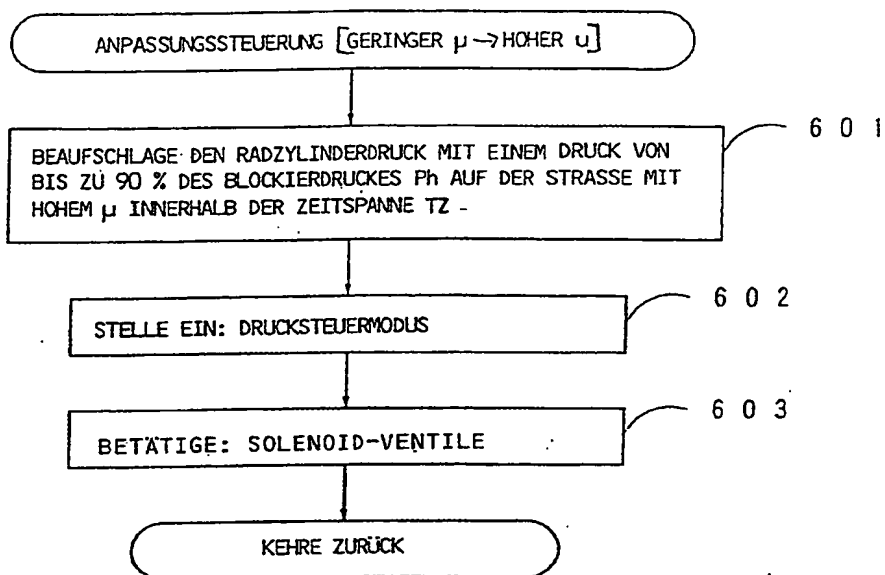 ANPASSUNGSSTEUERUNG [GERINGER µ → HOHER u]
601
BEAUFSCHLAGE DEN RADZYLINDERDRUCK MIT EINEM DRUCK VON
BIS ZU 90 % DES BLOCKIERDRUCKES Ph AUF DER STRASSE MIT
HOHEM µ INNERHALB DER ZEITSPANNE TZ
602
STELLE EIN: DRUCKSTEUERMODUS
603
BETÄTIGE: SOLENOID-VENTILE
KEHRE ZURÜCK